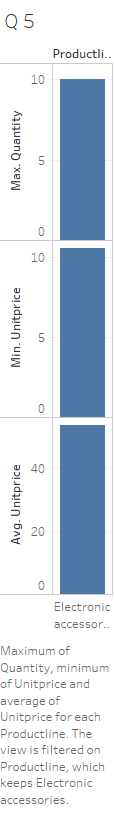 Q 5
Productli..
10
Max. Quantity
5
0
10
Min. Unitprice
5
0
40
Avg. Unitprice
20
0
Electronic
accessor..
Maximum of
Quantity, minimum
of Unitprice and
average of
Unitprice for each
Productline. The
view is filtered on
Productline, which
keeps Electronic
accessories.